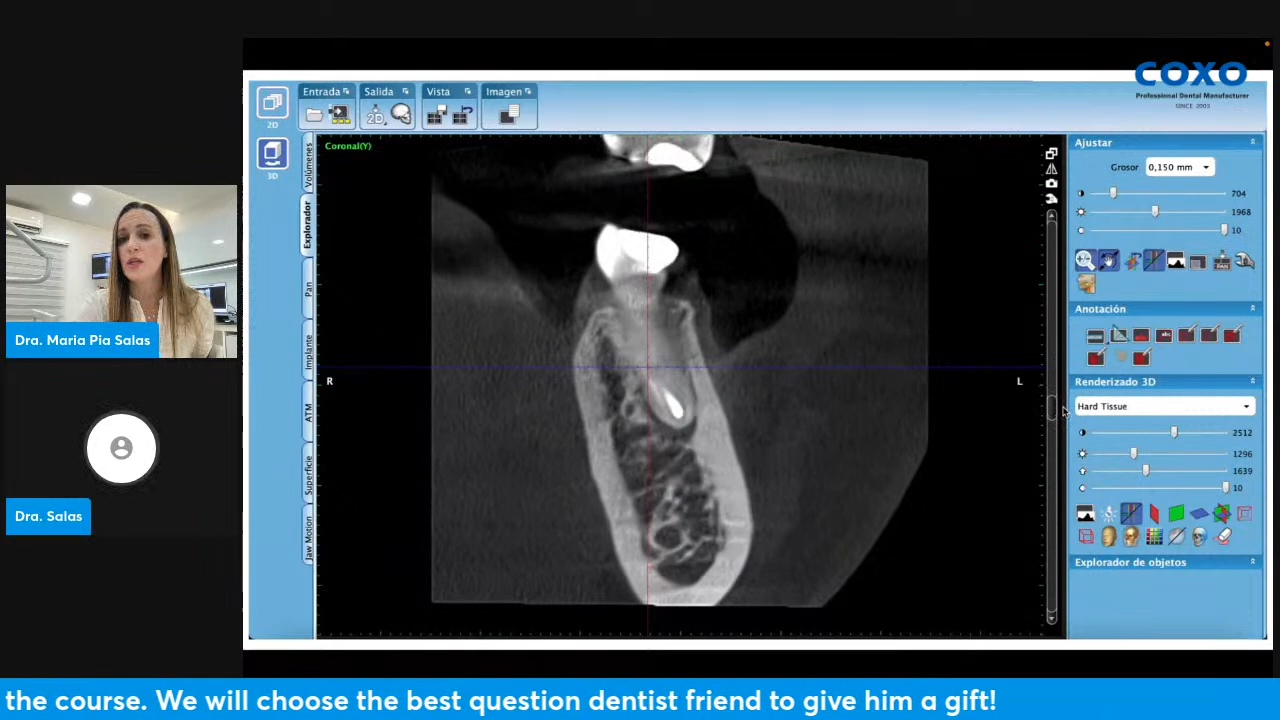 COXO
Professional Dental Manufacturer
SINCE 2003
Entrada
Salida
Vista
Imagen
2D
3D
2D
Volúmenes
Explorador
Pan
Implante
ATM
Superficie
Jaw Motion
Coronal(Y)
R
L
Ajustar
Grosor 0,150 mm
704
1968
10
Anotación
abc
Renderizado 3D
Hard Tissue
2512
1296
1639
10
Explorador de objetos
Dra. Maria Pia Salas
Dra. Salas
the course. We will choose the best question dentist friend to give him a gift!